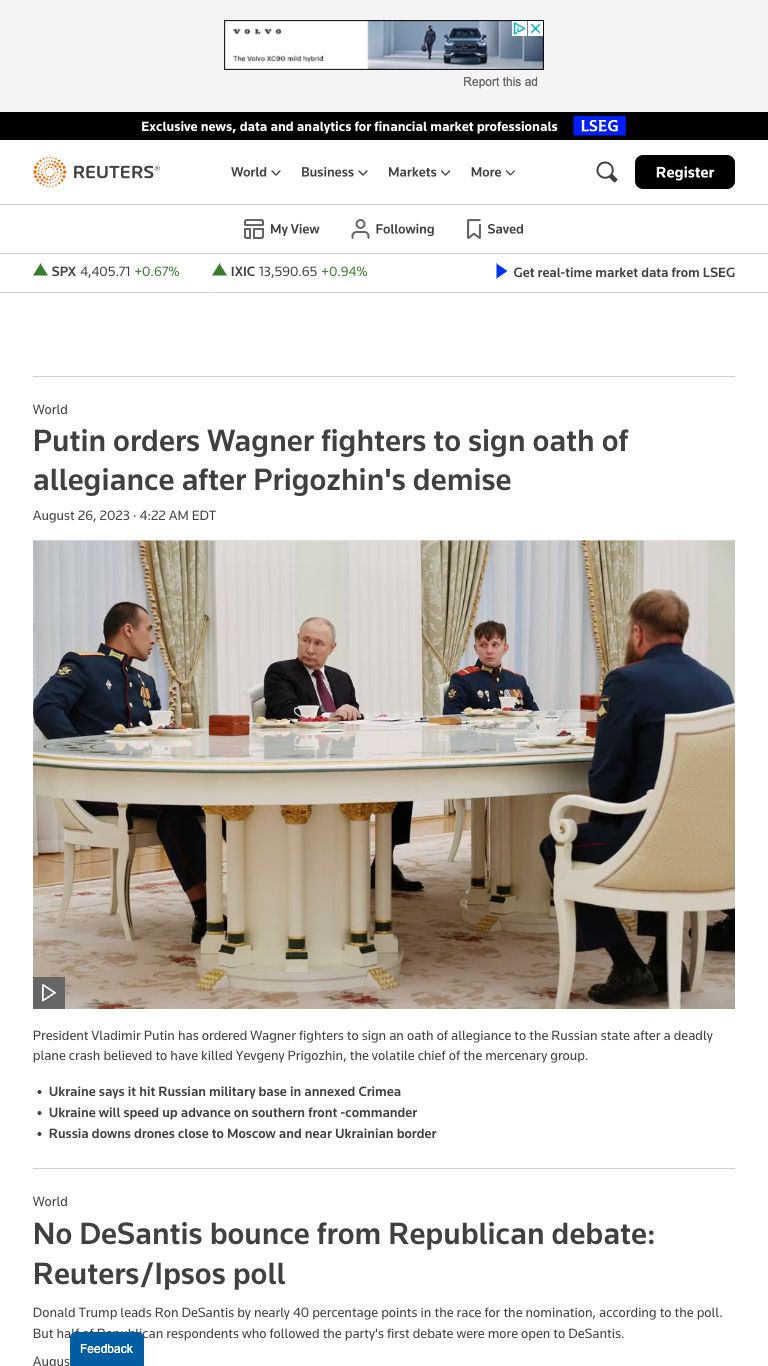 VOLVO
The Volvo XC90 mild hybrid
Report this ad
Exclusive news, data and analytics for financial market professionals LSEG
REUTERS® World Business Markets More Register
My View Following Saved
SPX 4,405.71 +0.67% IXIC 13,590.65 +0.94% Get real-time market data from LSEG
World
Putin orders Wagner fighters to sign oath of
allegiance after Prigozhin's demise
August 26, 2023 · 4:22 AM EDT
President Vladimir Putin has ordered Wagner fighters to sign an oath of allegiance to the Russian state after a deadly
plane crash believed to have killed Yevgeny Prigozhin, the volatile chief of the mercenary group.
• Ukraine says it hit Russian military base in annexed Crimea
• Ukraine will speed up advance on southern front -commander
• Russia downs drones close to Moscow and near Ukrainian border
World
No DeSantis bounce from Republican debate:
Reuters/Ipsos poll
Donald Trump leads Ron DeSantis by nearly 40 percentage points in the race for the nomination, according to the poll.
But half of Republican respondents who followed the party's first debate were more open to DeSantis.
Augus
Feedback